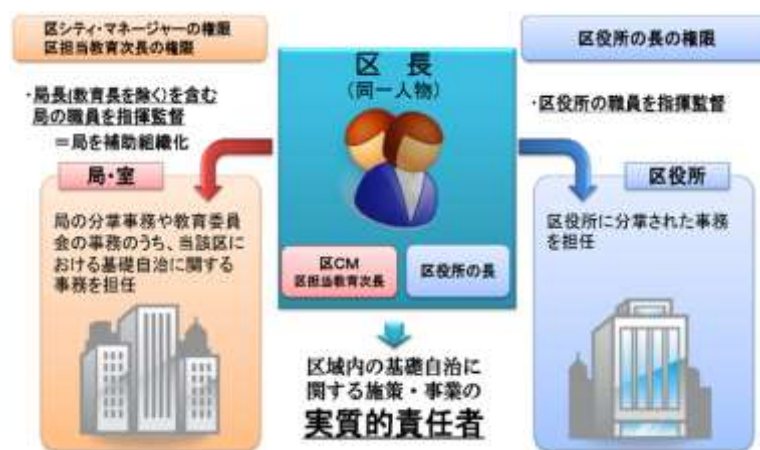 区シティ・マネージャーの権限
区担当教育次長の権限
・局長(教育長を除く)を含む
局の職員を指揮監督
＝局を補助組織化
局・室
局の分掌事務や教育委員
会の事務のうち、当該区に
おける基礎自治に関する
事務を担任
区 長
(同一人物)
区CM
区担当教育次長
区役所の長
区域内の基礎自治に
関する施策・事業の
実質的責任者
区役所の長の権限
・区役所の職員を指揮監督
区役所
区役所に分掌された事務
を担任